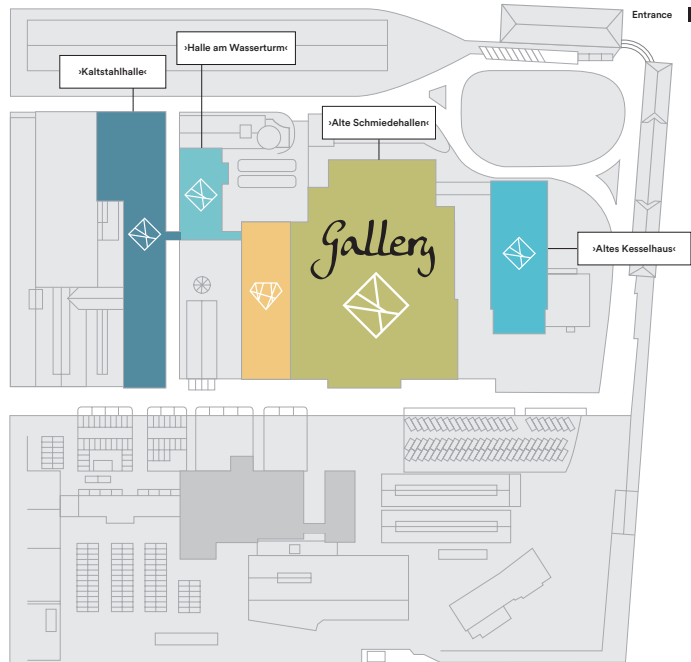 Entrance
›Halle am Wasserturm‹
›Kaltstahlhalle‹
›Alte Schmiedehallen‹
Gallery
›Altes Kesselhaus‹